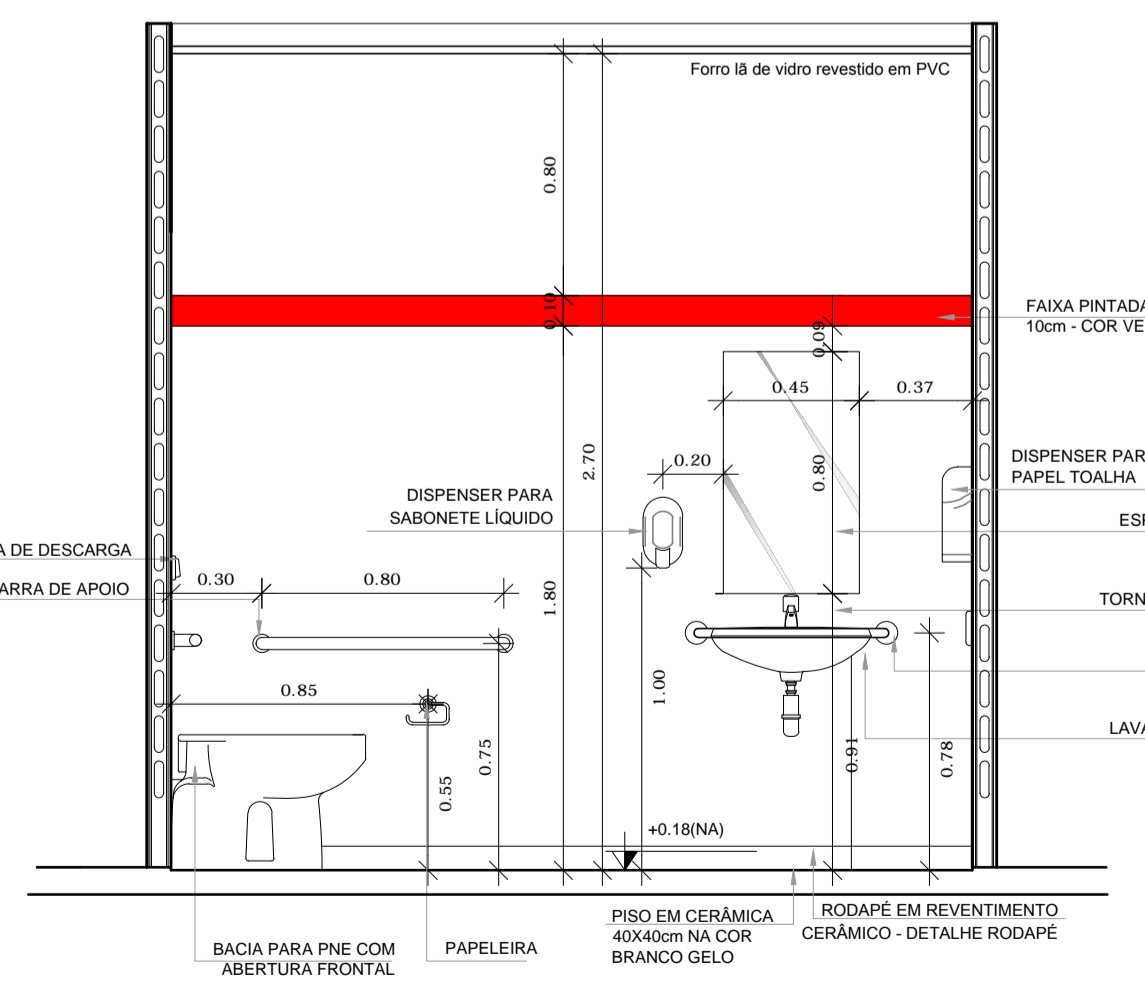 Forro lã de vidro revestido em PVC
0.80
0.10
FAIXA PINTADA
10cm - COR VE
0,09
0.45
0.37
2.70
0.20
0.80
DISPENSER PAR
PAPEL TOALHA
DISPENSER PARA
SABONETE LÍQUIDO
ESP
A DE DESCARGA
ARRA DE APOIO
0.30
0.80
1.80
TORN
0.85
1.00
0.75
0.55
0.91
0.78
LAVA
+0.18(NA)
PISO EM CERÂMICA
40X40cm NA COR
BRANCO GELO
RODAPÉ EM REVENTIMENTO
CERÂMICO - DETALHE RODAPÉ
BACIA PARA PNE COM
ABERTURA FRONTAL
PAPELEIRA